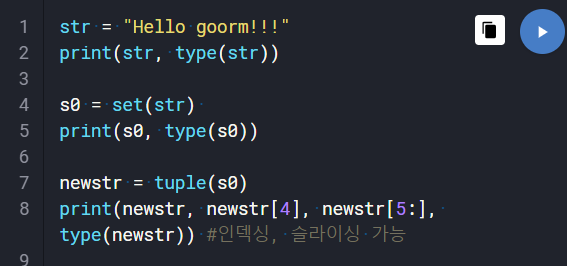 1 str = "Hello goorm!!!"
2 print(str, type(str))
3
4 s0 = set(str)
5 print(s0, type(s0))
6
7 newstr = tuple(s0)
8 print(newstr, newstr[4], newstr[5:],
type(newstr)) #인덱싱, 슬라이싱 가능
9